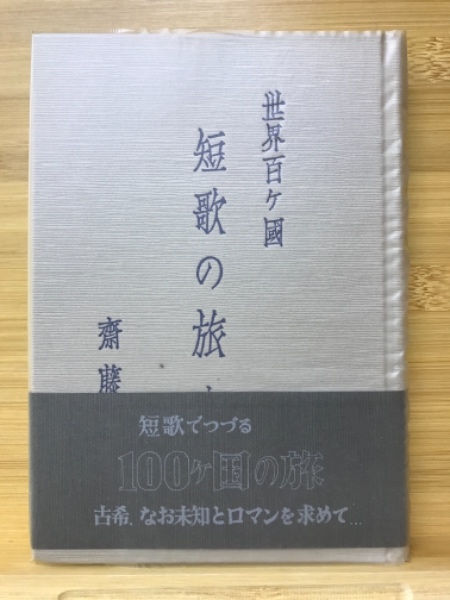 世界百ケ國
短歌の旅
齋藤
短歌でつづる
100ヶ国の旅
古希、なお未知とロマンを求めて…